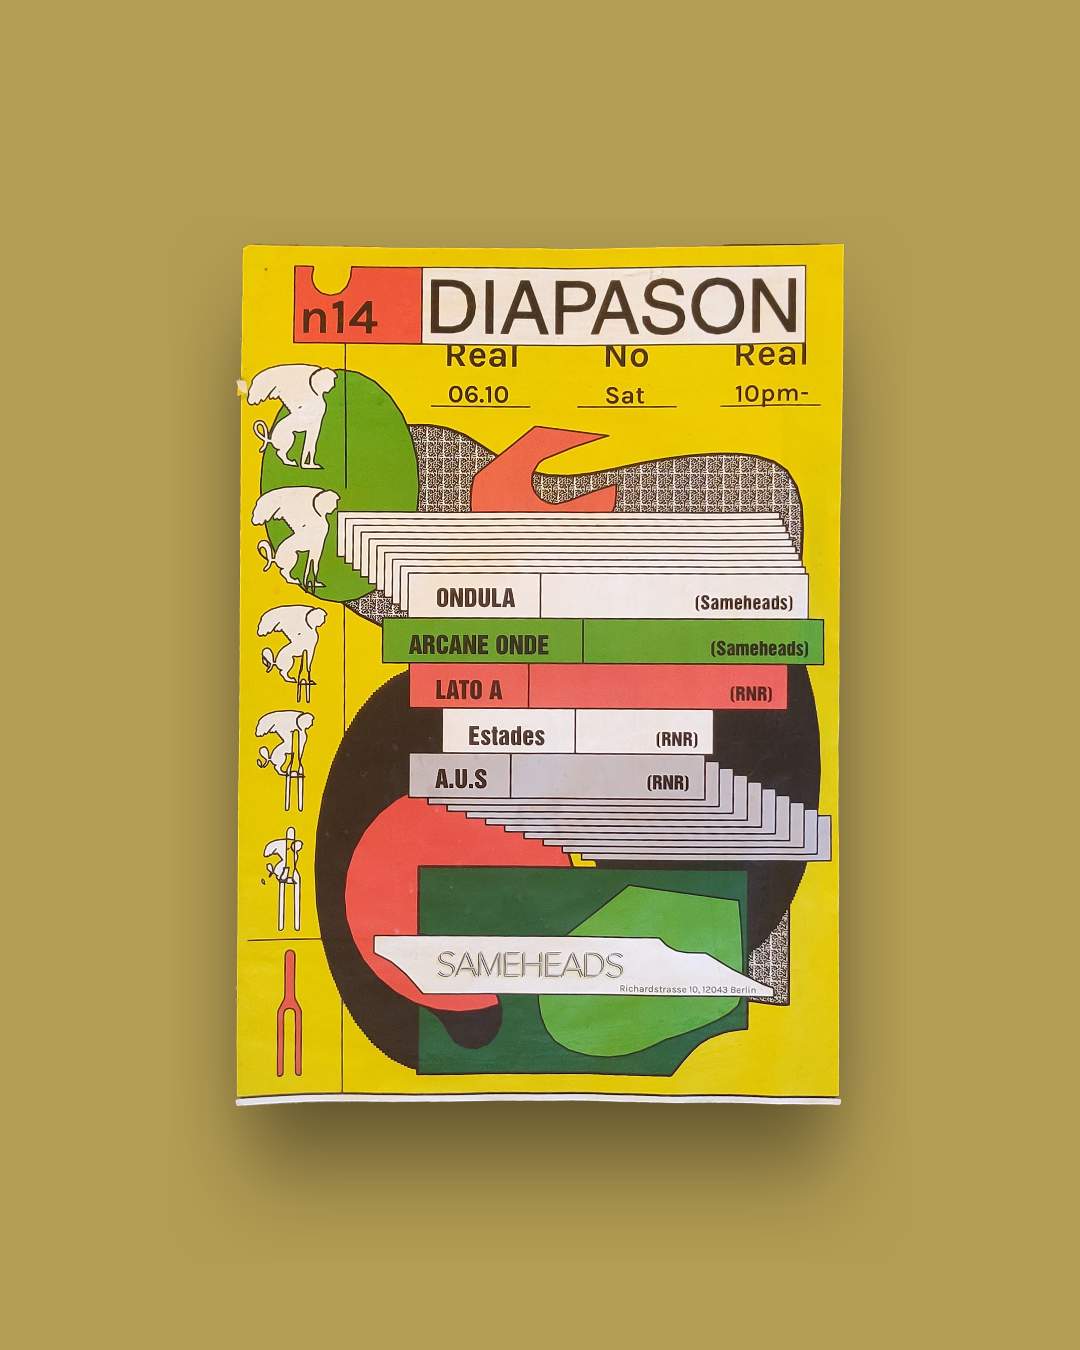 n14 DIAPASON
Real No Real
06.10 Sat 10pm-
ONDULA (Sameheads)
ARCANE ONDE (Sameheads)
LATO A (RNR)
Estades (RNR)
A.U.S (RNR)
SAMEHEADS
Richardstrasse 10, 12043 Berlin